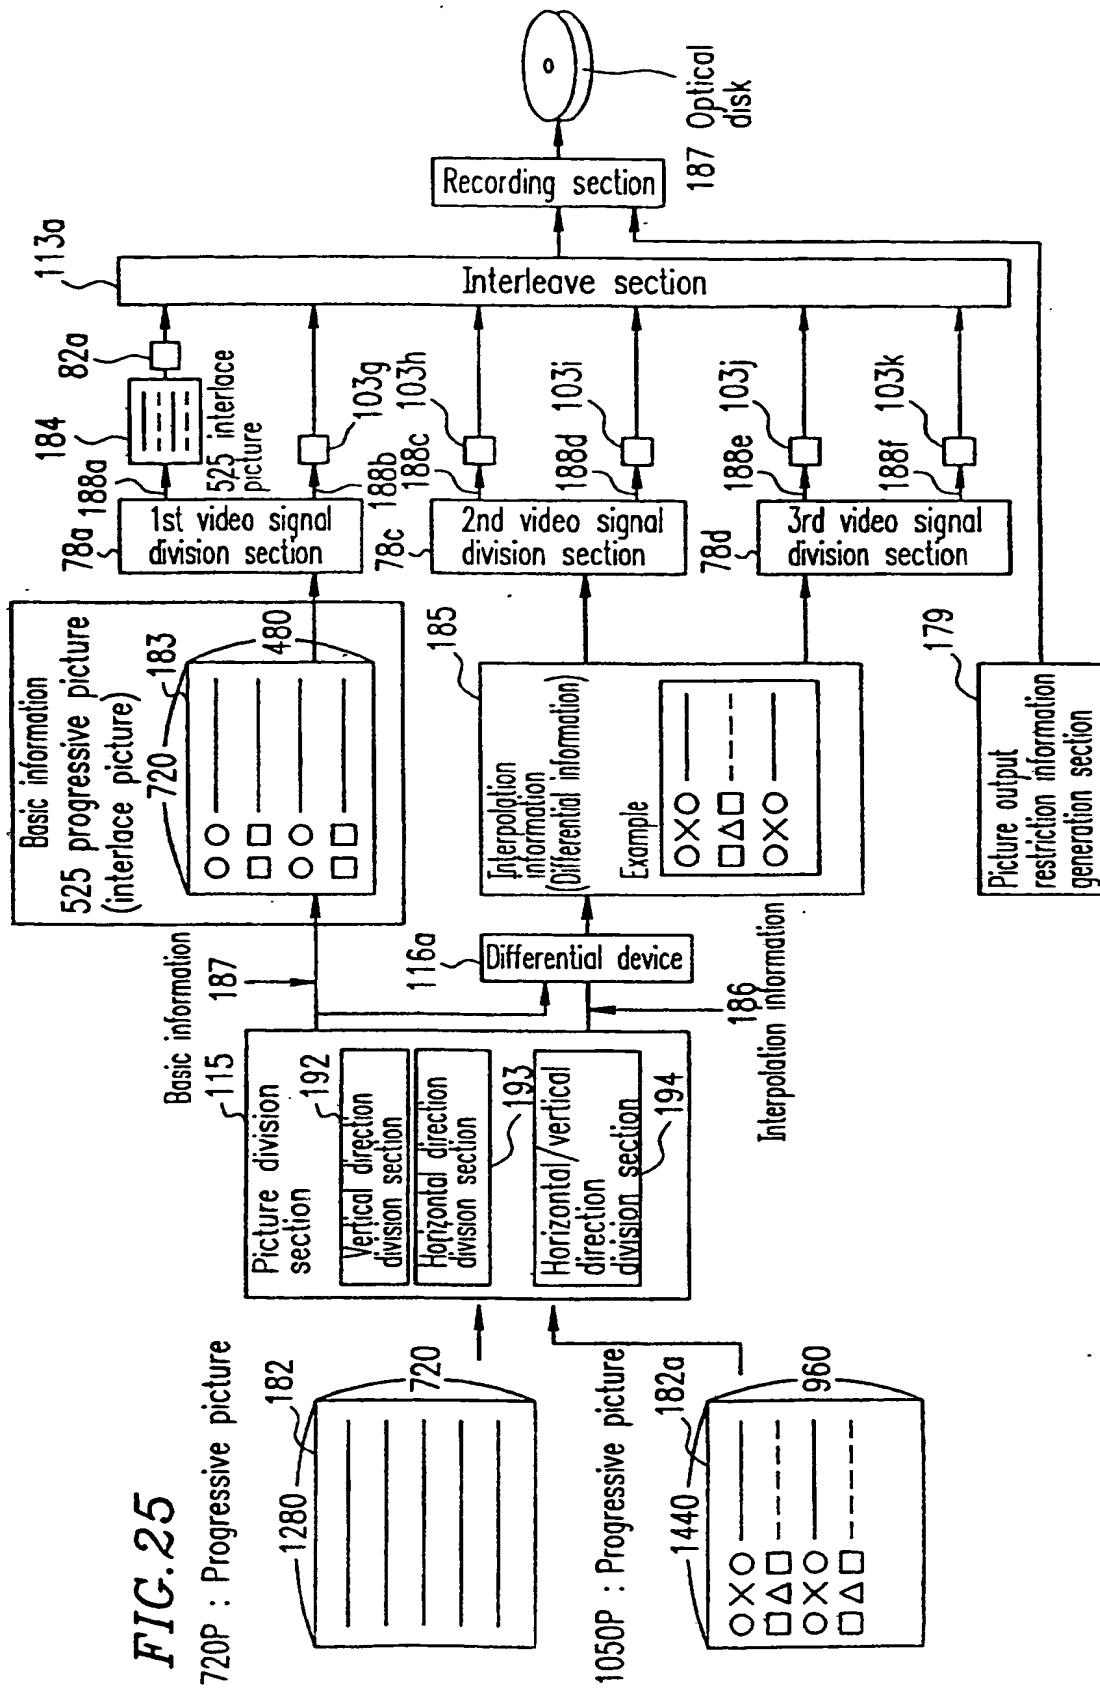 FIG.25
720P : Progressive picture
1280
182
720
1050P : Progressive picture
1440
182a
960
115
Picture division
section
192
Vertical direction
division section
Horizontal direction
division section
193
Horizontal/vertical
direction
division section
194
Basic information
187
116a
Differential device
186
Interpolation information
Basic information
525 progressive picture
(interlace picture)
720
183
480
185
Interpolation
information
(Differential information)
Example
179
Picture output
restriction information
generation section
78a
1st video signal
division section
188a
184
525 interlace
picture
82a
188b
103g
78c
2nd video signal
division section
188c
103h
188d
103i
78d
3rd video signal
division section
188e
103j
188f
103k
113a
Interleave section
Recording section
187 Optical
disk